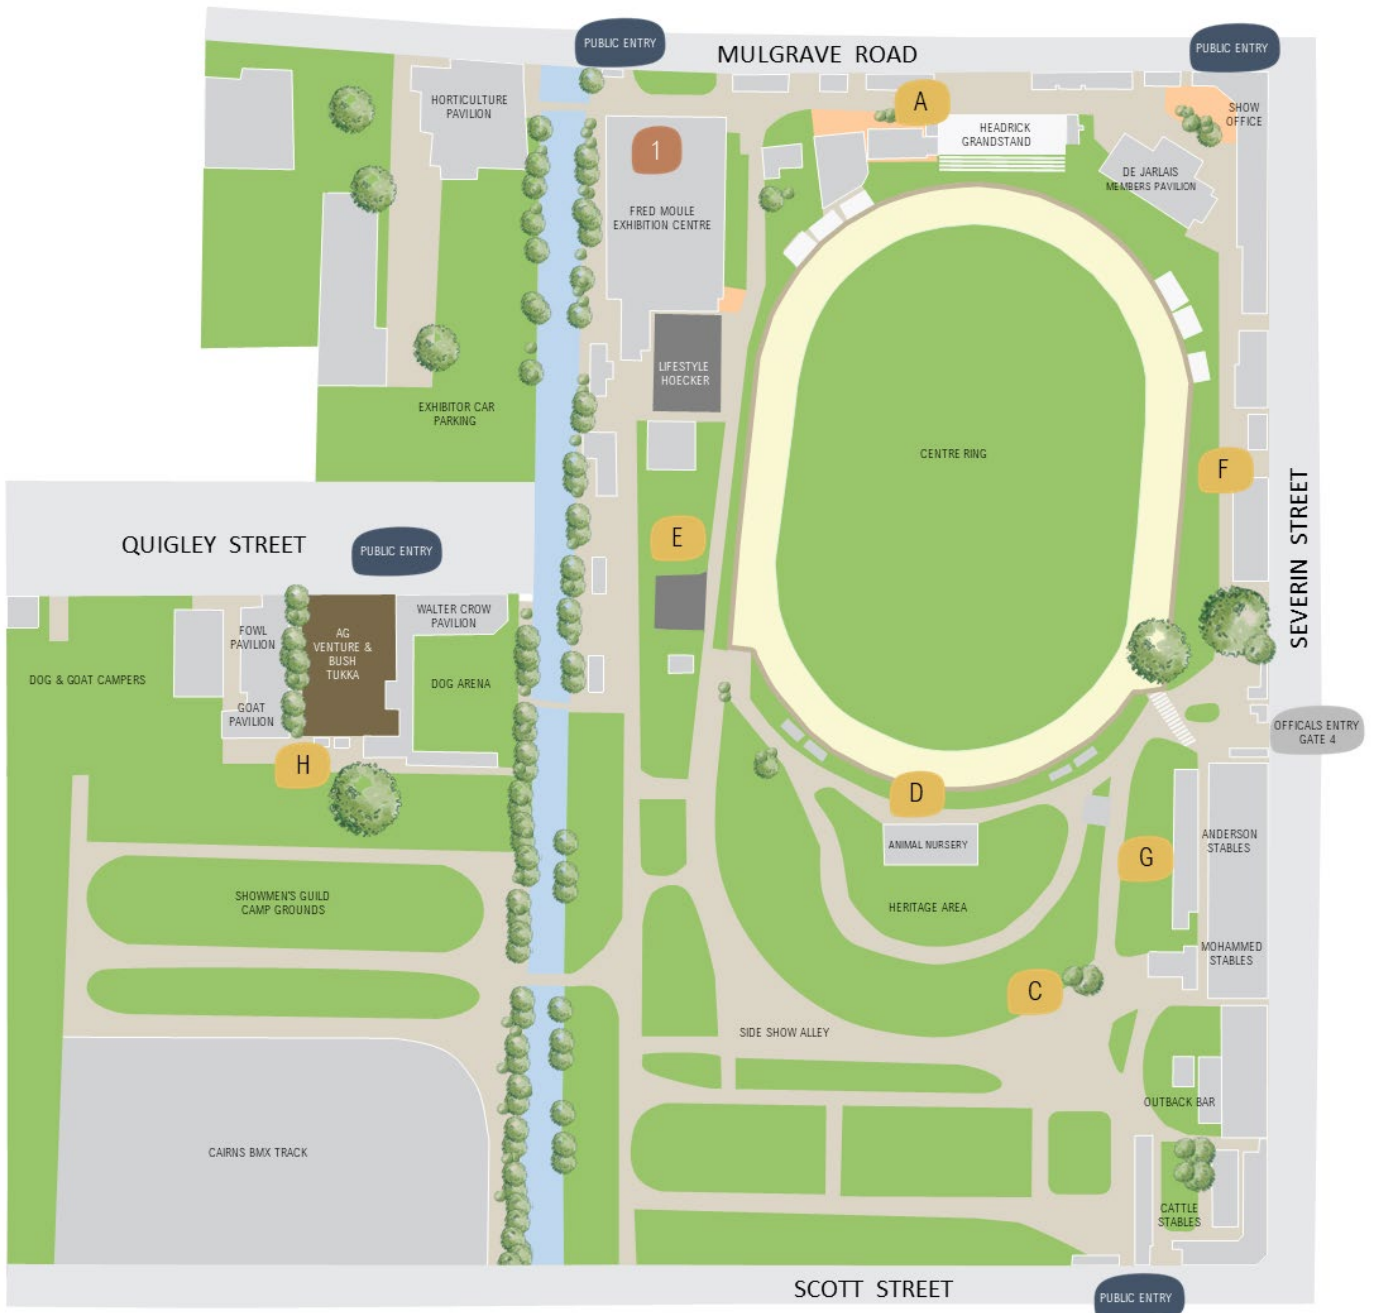 PUBLIC ENTRY
MULGRAVE ROAD
PUBLIC ENTRY
HORTICULTURE
PAVILION
A
SHOW
OFFICE
HEADRICK
GRANDSTAND
1
DE JARLAIS
MEMBERS PAVILION
FRED MOULE
EXHIBITION CENTRE
LIFESTYLE
HOECKER
EXHIBITOR CAR
PARKING
CENTRE RING
F
SEVERIN STREET
QUIGLEY STREET
PUBLIC ENTRY
E
WALTER CROW
PAVILION
FOWL
PAVILION
AG
VENTURE &
BUSH
TUKKA
DOG & GOAT CAMPERS
DOG ARENA
GOAT
PAVILION
OFFICALS ENTRY
GATE 4
H
D
ANIMAL NURSERY
ANDERSON
STABLES
G
SHOWMEN'S GUILD
CAMP GROUNDS
HERITAGE AREA
MOHAMMED
STABLES
C
SIDE SHOW ALLEY
OUTBACK BAR
CAIRNS BMX TRACK
CATTLE
STABLES
SCOTT STREET
PUBLIC ENTRY